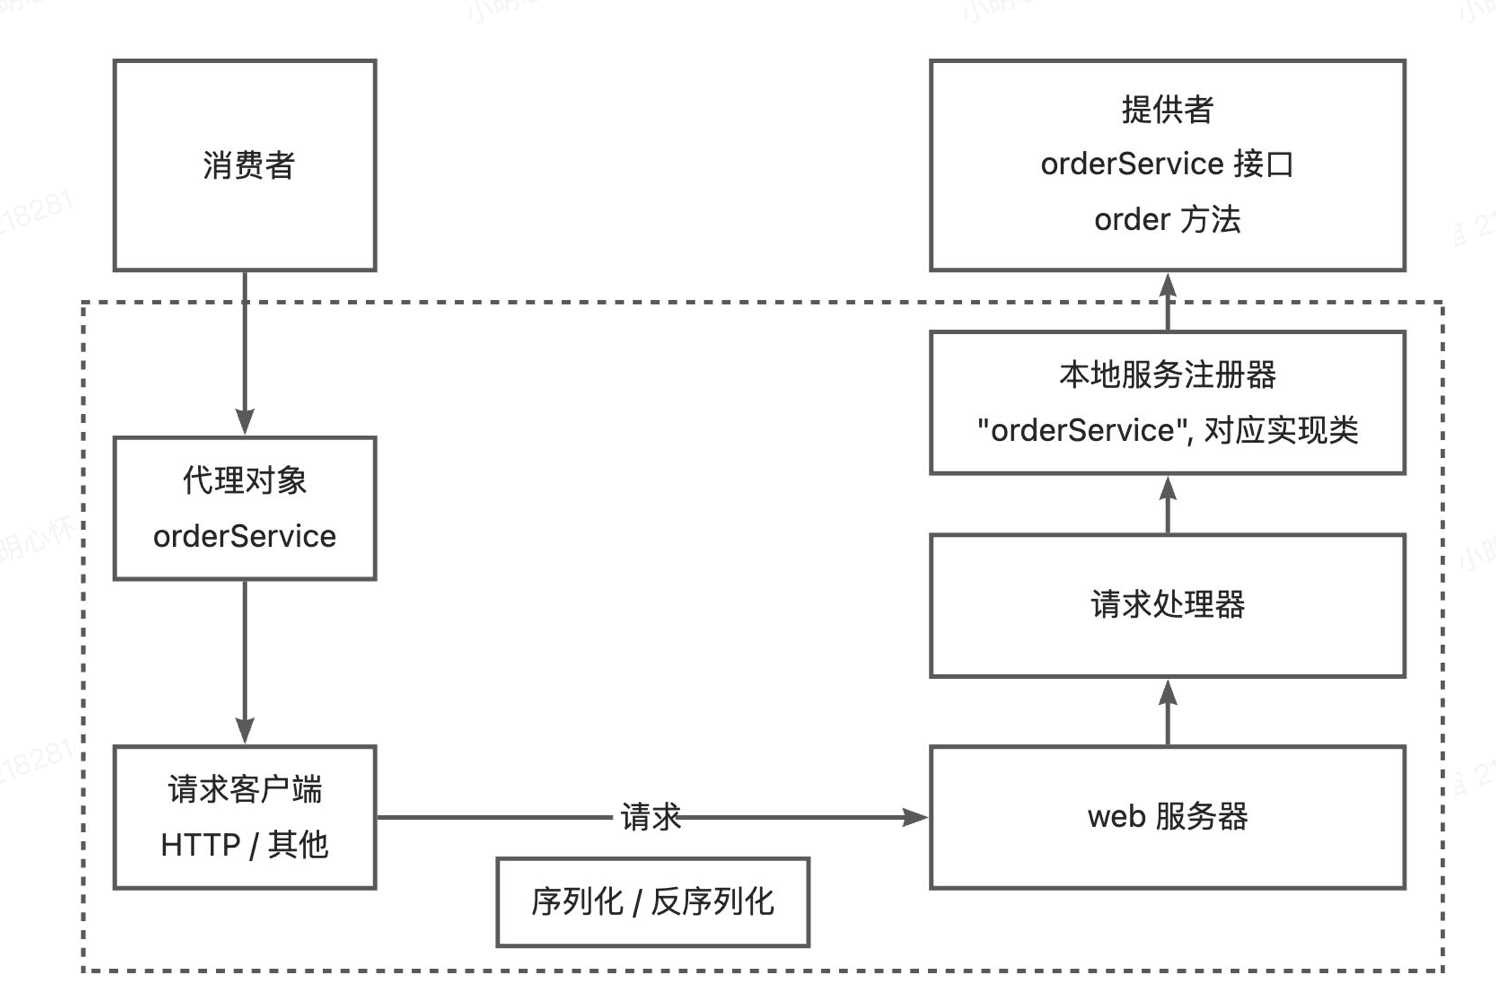 消费者
提供者
orderService 接口
order 方法
本地服务注册器
"orderService", 对应实现类
代理对象
orderService
请求处理器
请求客户端
HTTP / 其他
请求
web 服务器
序列化 / 反序列化